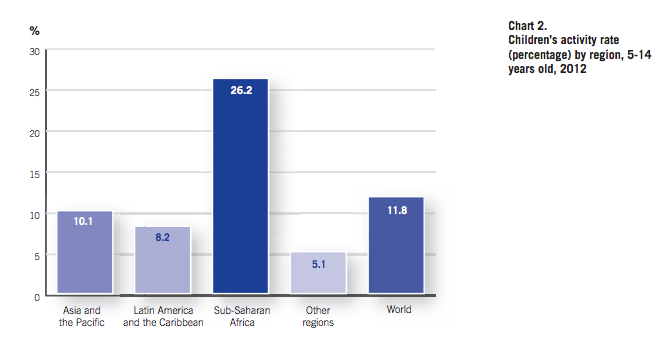 %
30
25
20
15
10
5
0
10.1
8.2
26.2
5.1
11.8
Asia and
the Pacific
Latin America
and the Caribbean
Sub-Saharan
Africa
Other
regions
World
Chart 2.
Children's activity rate
(percentage) by region, 5-14
years old, 2012